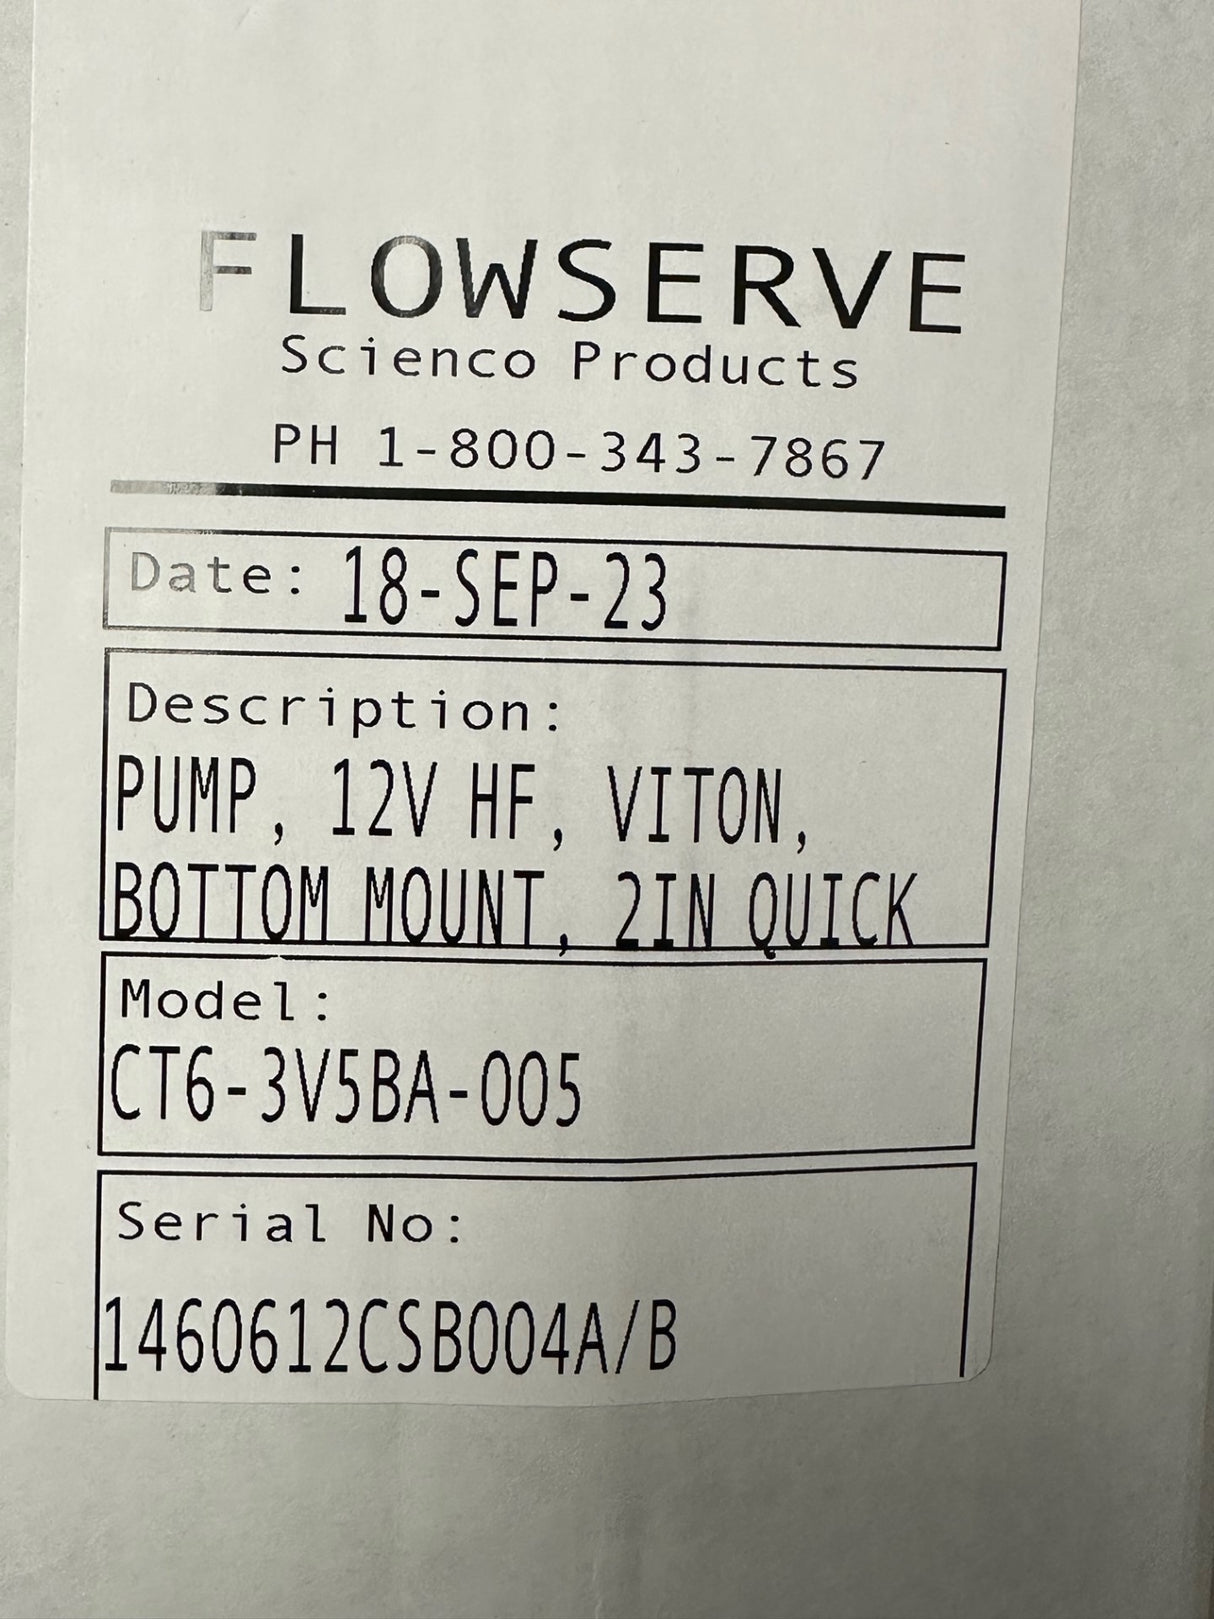 FLOWSERVE
Scienco Products
PH 1-800-343-7867
Date: 18-SEP-23
Description:
PUMP, 12V HF, VITON,
BOTTOM MOUNT, 2IN QUICK
Model:
CT6-3V5BA-005
Serial No:
1460612CSB004A/B